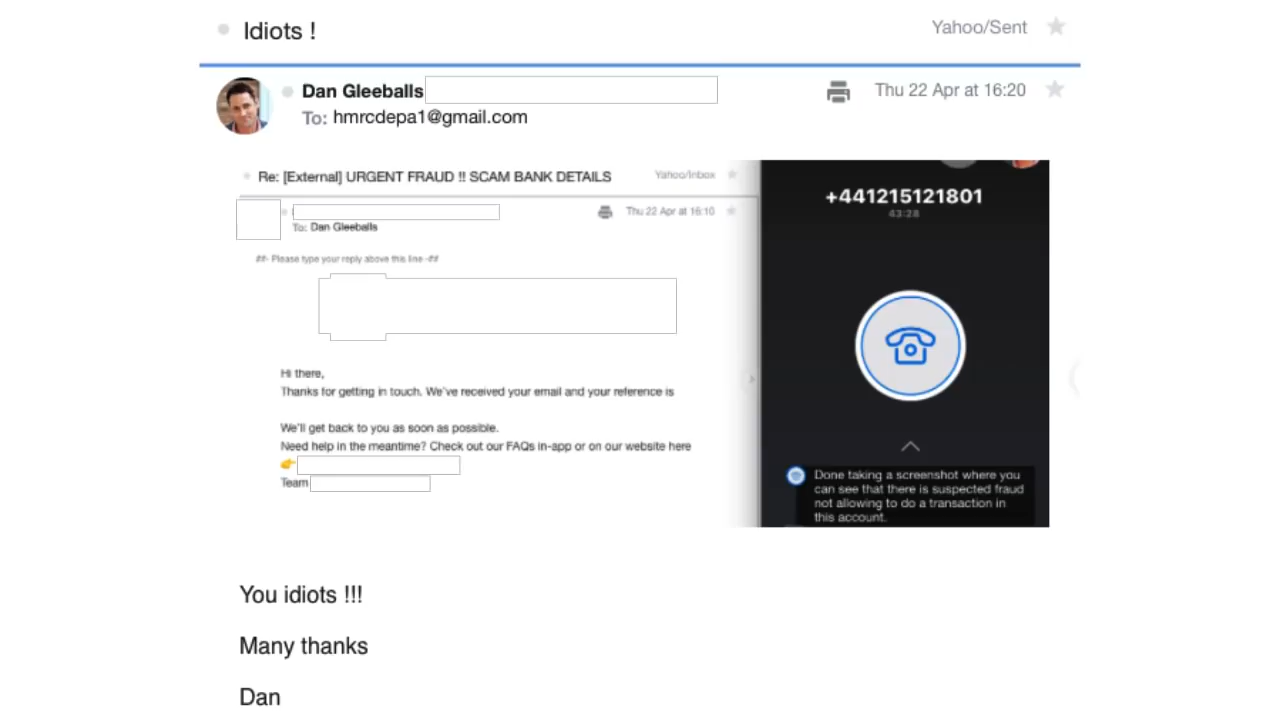 Idiots !
Yahoo/Sent
Dan Gleeballs
Thu 22 Apr at 16:20
To: hmrcdepa1@gmail.com
Re: [External] URGENT FRAUD !! SCAM BANK DETAILS
Yahoo/Inbox
Thu 22 Apr at 16:10
To: Dan Gleeballs
##- Please type your reply above this line -##
Hi there,
Thanks for getting in touch. We've received your email and your reference is
We'll get back to you as soon as possible.
Need help in the meantime? Check out our FAQs in-app or on our website here
👉
Team
+441215121801
43:28
Done taking a screenshot where you
can see that there is suspected fraud
not allowing to do a transaction in
this account.
You idiots !!!
Many thanks
Dan